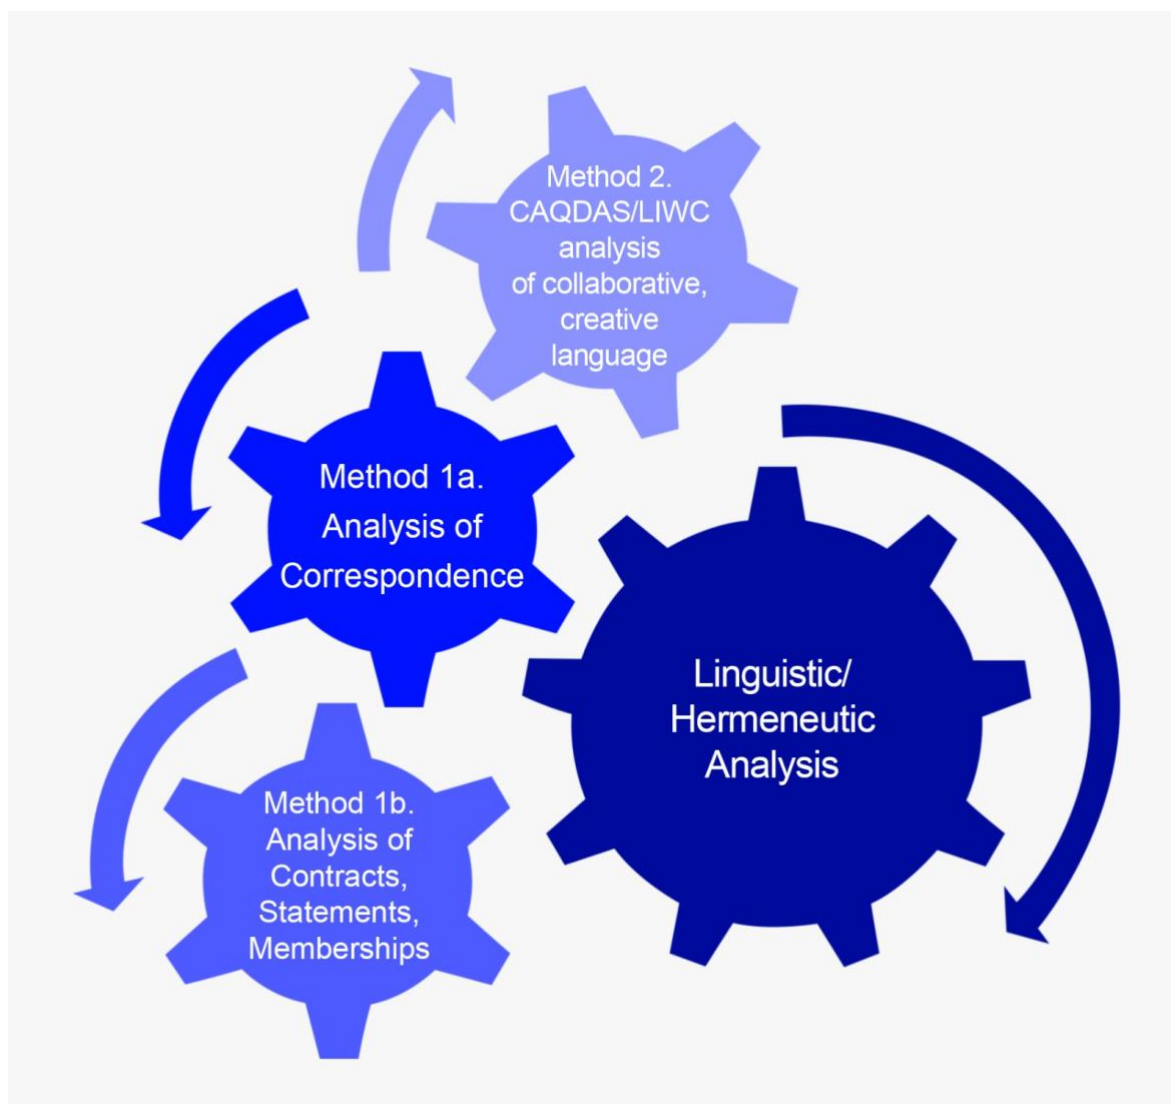 Method 2.
CAQDAS/LIWC
analysis
of collaborative,
creative
language
Method 1a.
Analysis of
Correspondence
Linguistic/
Hermeneutic
Analysis
Method 1b.
Analysis of
Contracts,
Statements,
Memberships